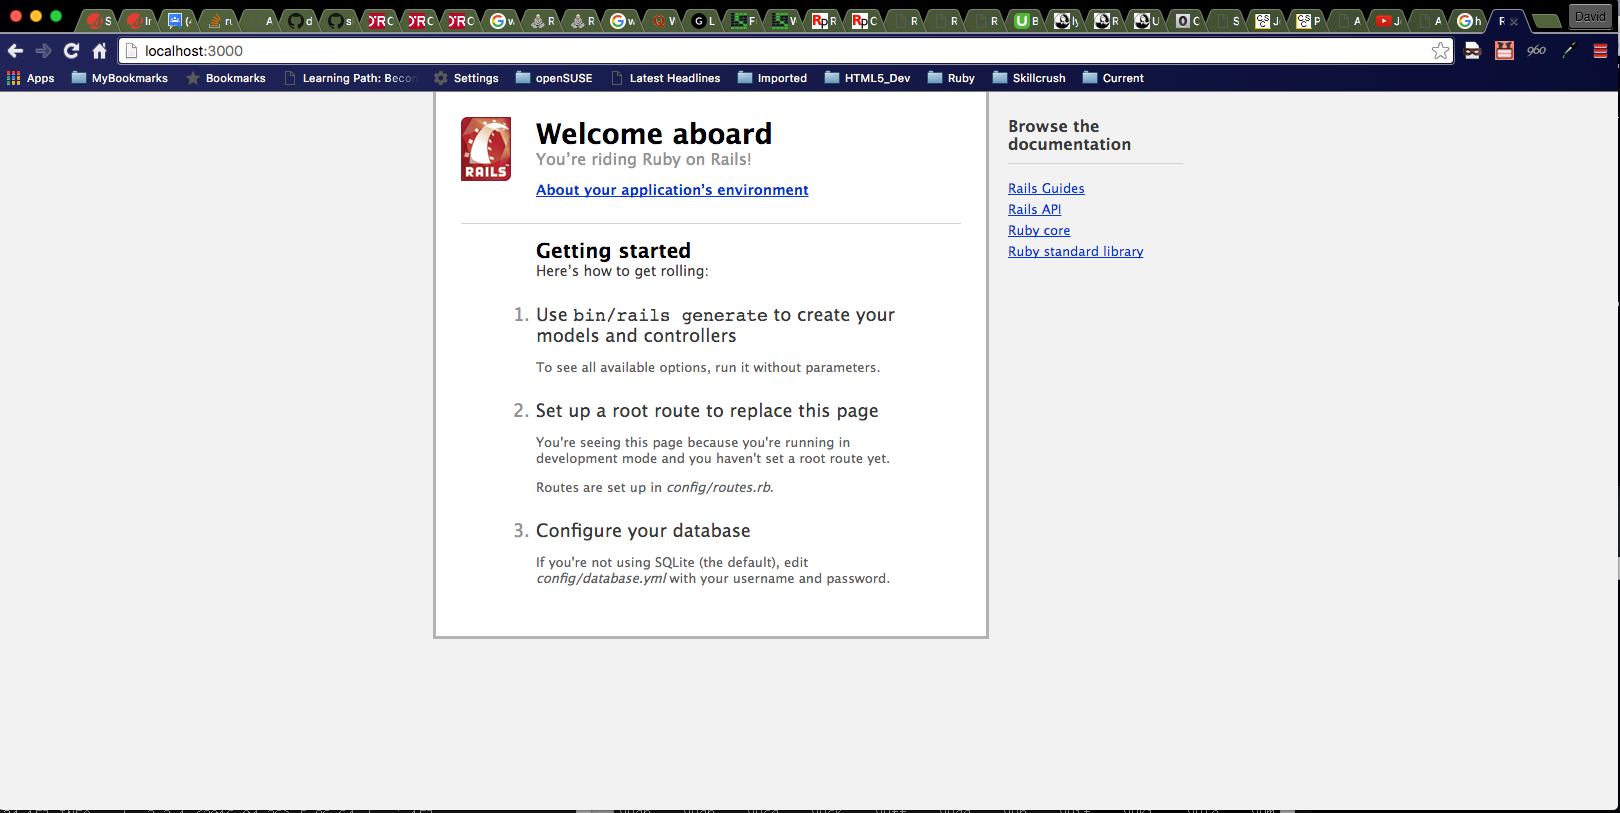 David
localhost:3000
960
Apps MyBookmarks Bookmarks Learning Path: Becon Settings openSUSE Latest Headlines Imported HTML5_Dev Ruby Skillcrush Current
RAILS
Welcome aboard
You're riding Ruby on Rails!
About your application's environment
Getting started
Here's how to get rolling:
1. Use bin/rails generate to create your
models and controllers
To see all available options, run it without parameters.
2. Set up a root route to replace this page
You're seeing this page because you're running in
development mode and you haven't set a root route yet.
Routes are set up in config/routes.rb.
3. Configure your database
If you're not using SQLite (the default), edit
config/database.yml with your username and password.
Browse the
documentation
Rails Guides
Rails API
Ruby core
Ruby standard library